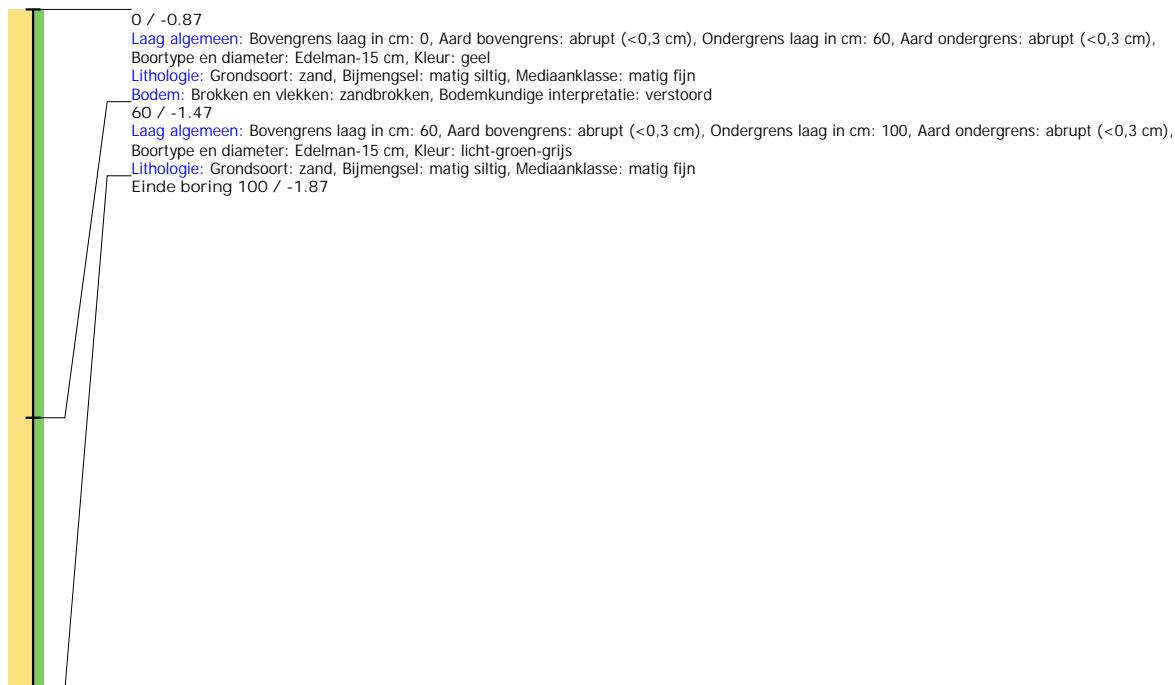 0 / -0.87
Laag algemeen: Bovengrens laag in cm: 0, Aard bovengrens: abrupt (<0,3 cm), Ondergrens laag in cm: 60, Aard ondergrens: abrupt (<0,3 cm),
Boortype en diameter: Edelman-15 cm, Kleur: geel
Lithologie: Grondsoort: zand, Bijmengsel: matig siltig, Mediaanklasse: matig fijn
Bodem: Brokken en vlekken: zandbrokken, Bodemkundige interpretatie: verstoord
60 / -1.47
Laag algemeen: Bovengrens laag in cm: 60, Aard bovengrens: abrupt (<0,3 cm), Ondergrens laag in cm: 100, Aard ondergrens: abrupt (<0,3 cm),
Boortype en diameter: Edelman-15 cm, Kleur: licht-groen-grijs
Lithologie: Grondsoort: zand, Bijmengsel: matig siltig, Mediaanklasse: matig fijn
Einde boring 100 / -1.87